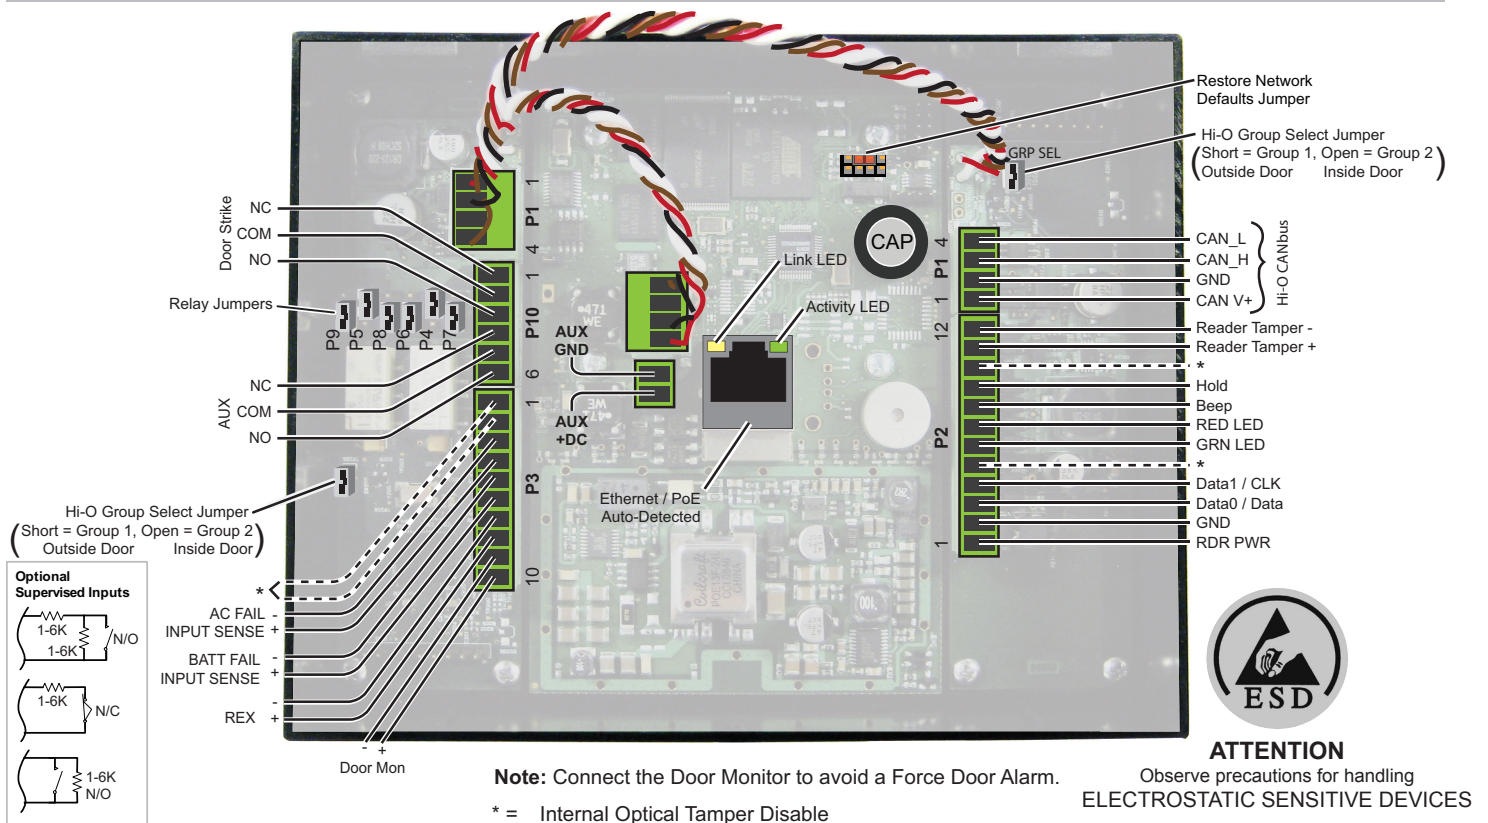 Restore Network
Defaults Jumper
Hi-O Group Select Jumper
(Short = Group 1, Open = Group 2)
Outside Door Inside Door
GRP SEL
Door Strike
NC
COM
NO
Relay Jumpers
P9
P5
P8
P6
P4
P7
AUX
NC
COM
NO
1
P1
4
1
P10
6
1
P3
10
AUX
GND
AUX
+DC
Link LED
Activity LED
CAP
Ethernet / PoE
Auto-Detected
4
P1
1
12
P2
1
CAN_L
CAN_H
GND
CAN V+
Hi-O CANbus
Reader Tamper -
Reader Tamper +
*
Hold
Beep
RED LED
GRN LED
*
Data1 / CLK
Data0 / Data
GND
RDR PWR
Hi-O Group Select Jumper
(Short = Group 1, Open = Group 2)
Outside Door Inside Door
*
AC FAIL -
INPUT SENSE +
BATT FAIL -
INPUT SENSE +
-
REX +
- +
Door Mon
Optional
Supervised Inputs
1-6K
1-6K
N/O
1-6K
N/C
1-6K
N/O
Note: Connect the Door Monitor to avoid a Force Door Alarm.
* = Internal Optical Tamper Disable
ESD
ATTENTION
Observe precautions for handling
ELECTROSTATIC SENSITIVE DEVICES